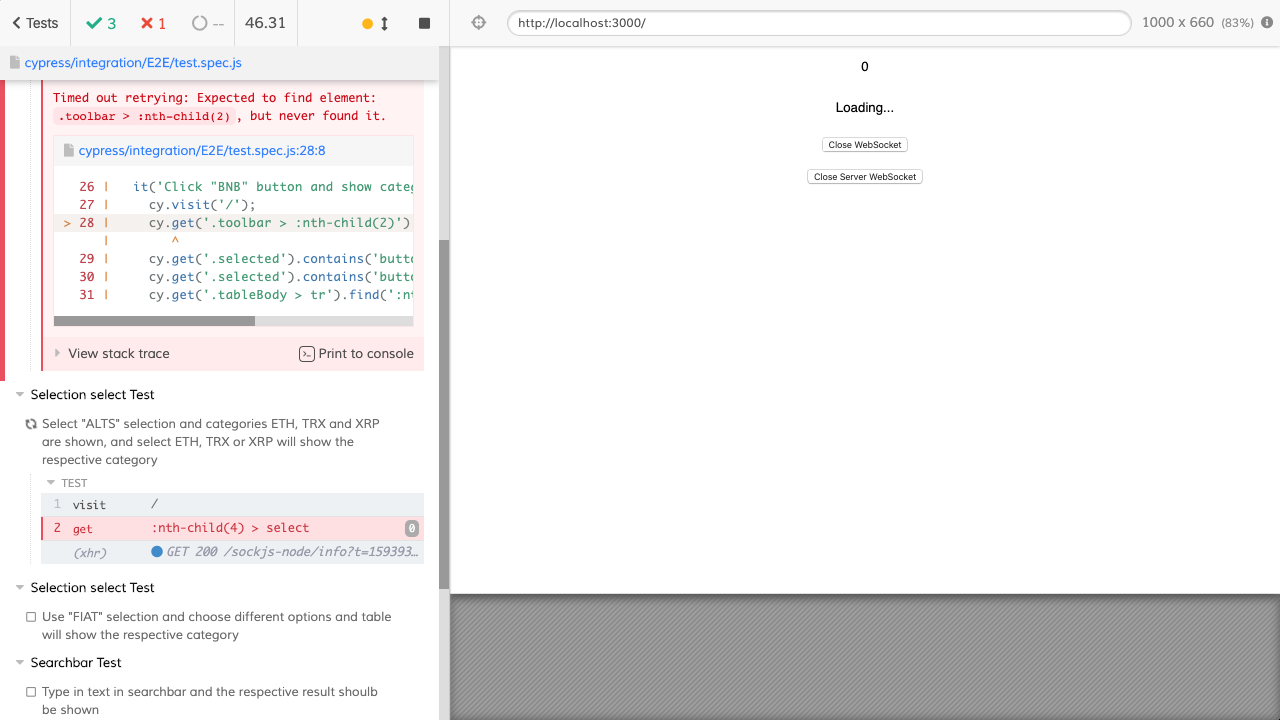 Tests 3 1 -- 46.31
http://localhost:3000/
1000 x 660 (83%)
cypress/integration/E2E/test.spec.js
Timed out retrying: Expected to find element:
.toolbar > :nth-child(2), but never found it.
cypress/integration/E2E/test.spec.js:28:8
26 | it('Click "BNB" button and show categ
27 | cy.visit('/');
> 28 | cy.get('.toolbar > :nth-child(2)')
| ^
29 | cy.get('.selected').contains('butto
30 | cy.get('.selected').contains('butto
31 | cy.get('.tableBody > tr').find(':nt
View stack trace
Print to console
Selection select Test
Select "ALTS" selection and categories ETH, TRX and XRP
are shown, and select ETH, TRX or XRP will show the
respective category
TEST
1 visit /
2 get :nth-child(4) > select 0
(xhr) GET 200 /sockjs-node/info?t=159393…
Selection select Test
Use "FIAT" selection and choose different options and table
will show the respective category
Searchbar Test
Type in text in searchbar and the respective result shoulb
be shown
0
Loading...
Close WebSocket
Close Server WebSocket